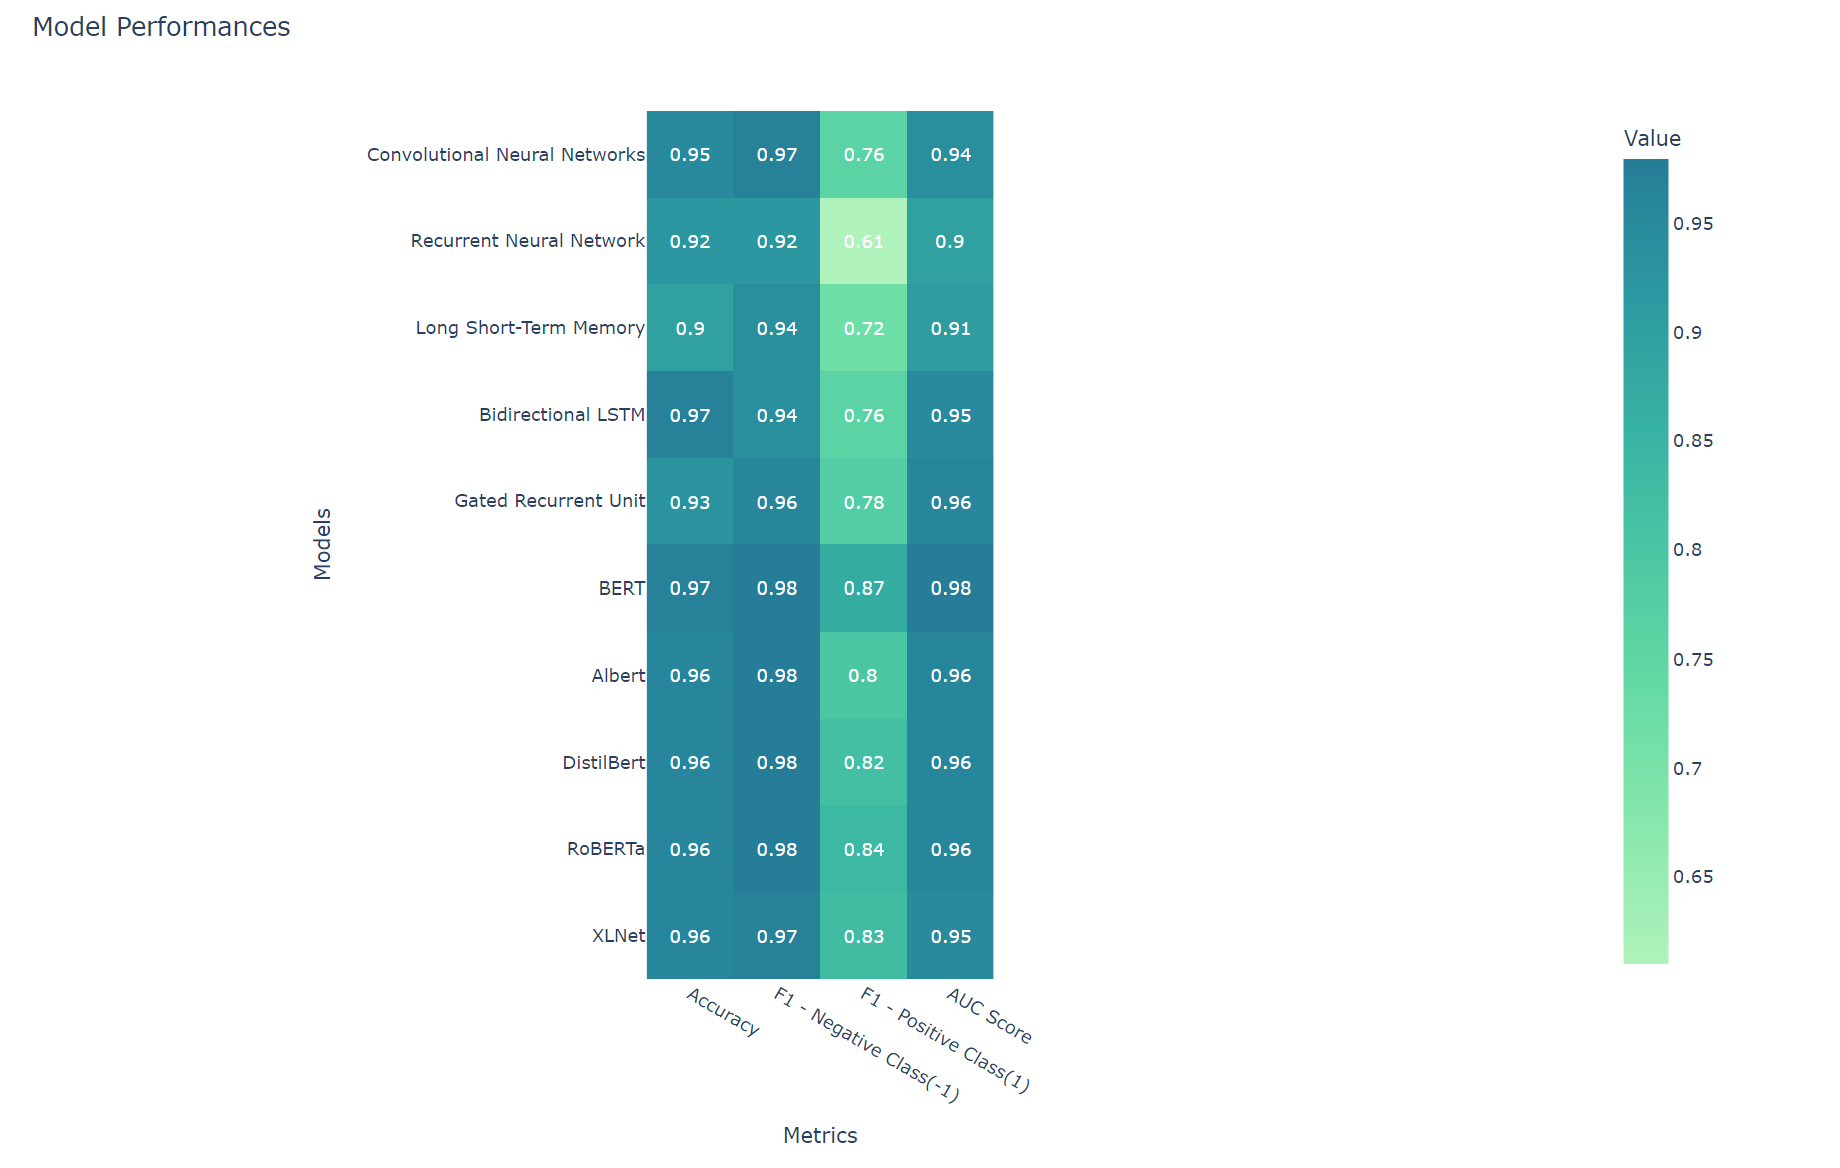 Model Performances
Value
Convolutional Neural Networks 0.95 0.97 0.76 0.94
0.95
Recurrent Neural Network 0.92 0.92 0.61 0.9
Long Short-Term Memory 0.9 0.94 0.72 0.91
0.9
Bidirectional LSTM 0.97 0.94 0.76 0.95
0.85
Gated Recurrent Unit 0.93 0.96 0.78 0.96
Models
0.8
BERT 0.97 0.98 0.87 0.98
Albert 0.96 0.98 0.8 0.96
0.75
DistilBert 0.96 0.98 0.82 0.96
0.7
RoBERTa 0.96 0.98 0.84 0.96
0.65
XLNet 0.96 0.97 0.83 0.95
Accuracy
F1 - Negative Class(-1)
F1 - Positive Class(1)
AUC Score
Metrics